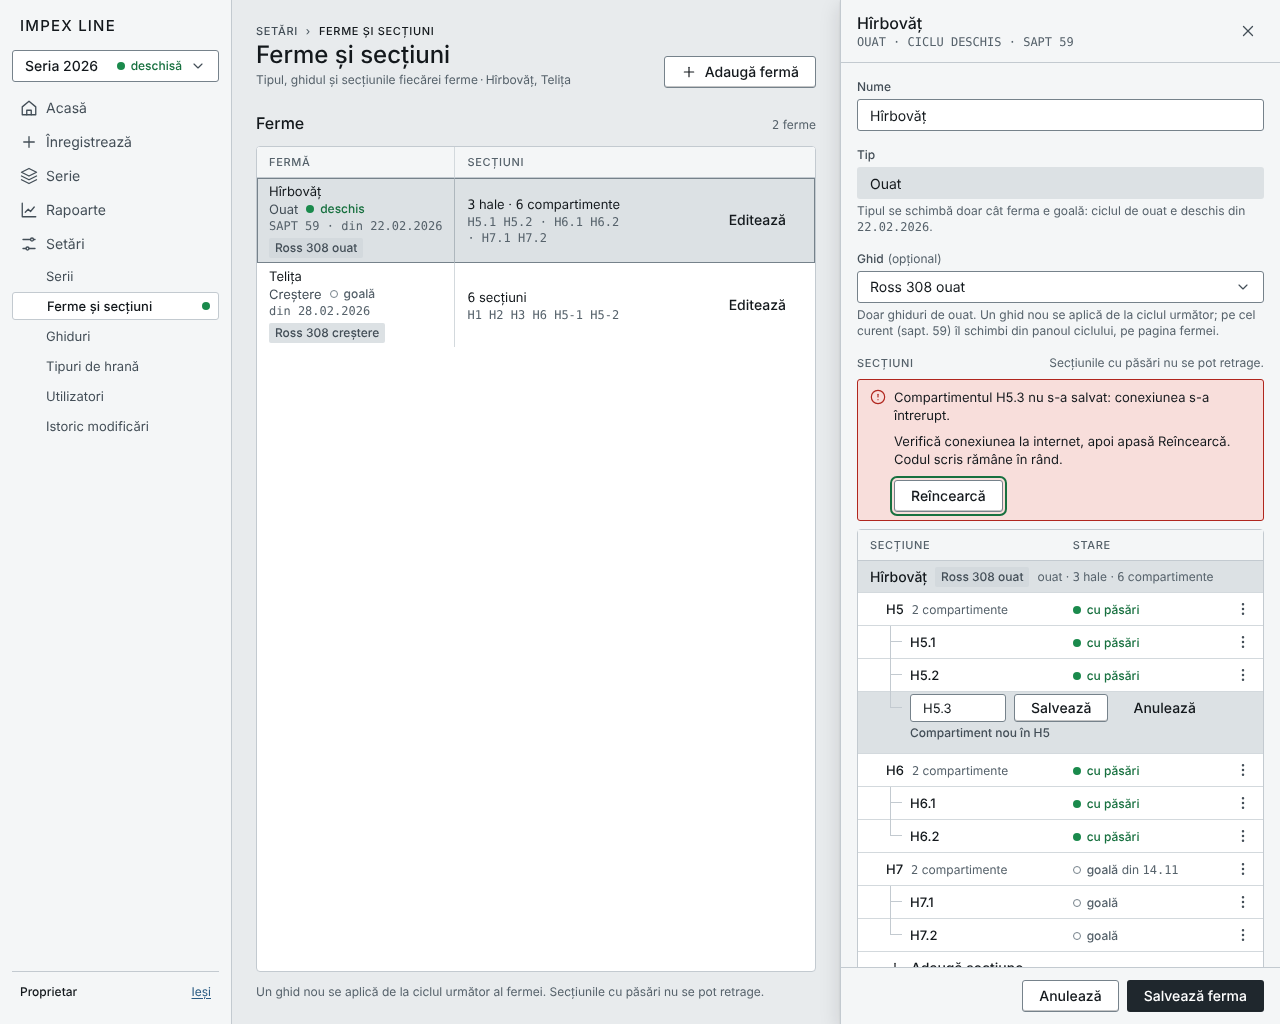 IMPEX LINE
Seria 2026 deschisă
Acasă
Înregistrează
Serie
Rapoarte
Setări
Serii
Ferme și secțiuni
Ghiduri
Tipuri de hrană
Utilizatori
Istoric modificări
Proprietar Ieși
SETĂRI › FERME ȘI SECȚIUNI
Ferme și secțiuni
Tipul, ghidul și secțiunile fiecărei ferme · Hîrbovăț, Telița
Adaugă fermă
Ferme 2 ferme
FERMĂ SECȚIUNI
Hîrbovăț
Ouat deschis
SAPT 59 · din 22.02.2026
Ross 308 ouat
3 hale · 6 compartimente
H5.1 H5.2 · H6.1 H6.2
· H7.1 H7.2
Editează
Telița
Creștere goală
din 28.02.2026
Ross 308 creștere
6 secțiuni
H1 H2 H3 H6 H5-1 H5-2
Editează
Un ghid nou se aplică de la ciclul următor al fermei. Secțiunile cu păsări nu se pot retrage.
Hîrbovăț
OUAT · CICLU DESCHIS · SAPT 59
Nume
Hîrbovăț
Tip
Ouat
Tipul se schimbă doar cât ferma e goală: ciclul de ouat e deschis din
22.02.2026.
Ghid (opțional)
Ross 308 ouat
Doar ghiduri de ouat. Un ghid nou se aplică de la ciclul următor; pe cel
curent (sapt. 59) îl schimbi din panoul ciclului, pe pagina fermei.
SECȚIUNI Secțiunile cu păsări nu se pot retrage.
Compartimentul H5.3 nu s-a salvat: conexiunea s-a
întrerupt.
Verifică conexiunea la internet, apoi apasă Reîncearcă.
Codul scris rămâne în rând.
Reîncearcă
SECȚIUNE STARE
Hîrbovăț Ross 308 ouat ouat · 3 hale · 6 compartimente
H5 2 compartimente cu păsări
H5.1 cu păsări
H5.2 cu păsări
H5.3 Salvează Anulează
Compartiment nou în H5
H6 2 compartimente cu păsări
H6.1 cu păsări
H6.2 cu păsări
H7 2 compartimente goală din 14.11
H7.1 goală
H7.2 goală
Adaugă secțiune
Anulează Salvează ferma